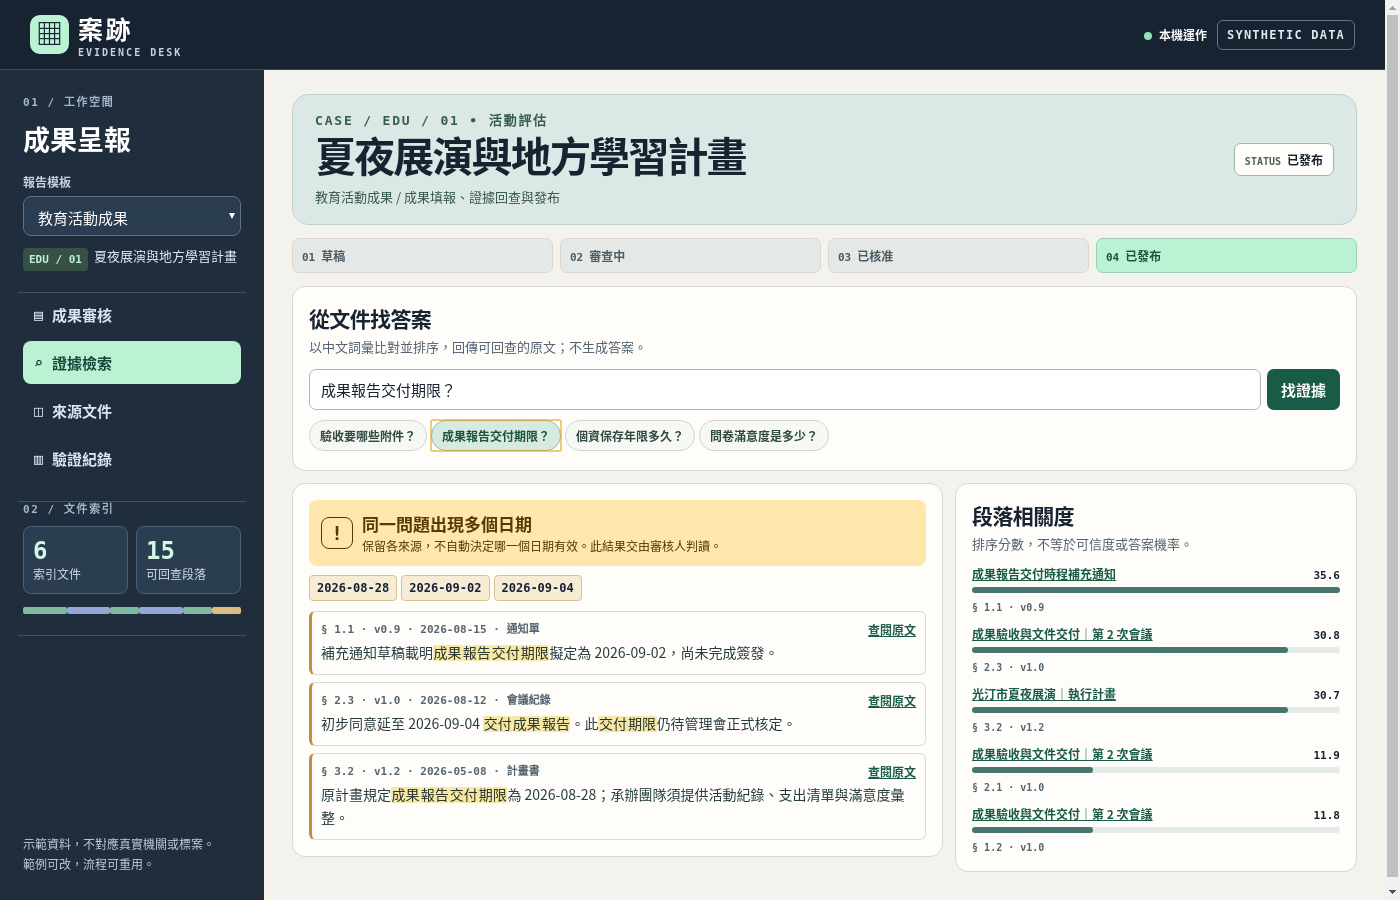 案跡
EVIDENCE DESK
本機運作
SYNTHETIC DATA
01 / 工作空間
成果呈報
報告模板
教育活動成果
EDU / 01 夏夜展演與地方學習計畫
成果審核
證據檢索
來源文件
驗證紀錄
02 / 文件索引
6
索引文件
15
可回查段落
示範資料，不對應真實機關或標案。
範例可改，流程可重用。
CASE / EDU / 01 • 活動評估
夏夜展演與地方學習計畫
教育活動成果 / 成果填報、證據回查與發布
STATUS 已發布
01 草稿
02 審查中
03 已核准
04 已發布
從文件找答案
以中文詞彙比對並排序，回傳可回查的原文；不生成答案。
成果報告交付期限？
找證據
驗收要哪些附件？
成果報告交付期限？
個資保存年限多久？
問卷滿意度是多少？
!
同一問題出現多個日期
保留各來源，不自動決定哪一個日期有效。此結果交由審核人判讀。
2026-08-28
2026-09-02
2026-09-04
§ 1.1 · v0.9 · 2026-08-15 · 通知單
查閱原文
補充通知草稿載明成果報告交付期限擬定為 2026-09-02，尚未完成簽發。
§ 2.3 · v1.0 · 2026-08-12 · 會議紀錄
查閱原文
初步同意延至 2026-09-04 交付成果報告。此交付期限仍待管理會正式核定。
§ 3.2 · v1.2 · 2026-05-08 · 計畫書
查閱原文
原計畫規定成果報告交付期限為 2026-08-28；承辦團隊須提供活動紀錄、支出清單與滿意度彙
整。
段落相關度
排序分數，不等於可信度或答案機率。
成果報告交付時程補充通知
35.6
§ 1.1 · v0.9
成果驗收與文件交付｜第 2 次會議
30.8
§ 2.3 · v1.0
光汀市夏夜展演｜執行計畫
30.7
§ 3.2 · v1.2
成果驗收與文件交付｜第 2 次會議
11.9
§ 2.1 · v1.0
成果驗收與文件交付｜第 2 次會議
11.8
§ 1.2 · v1.0